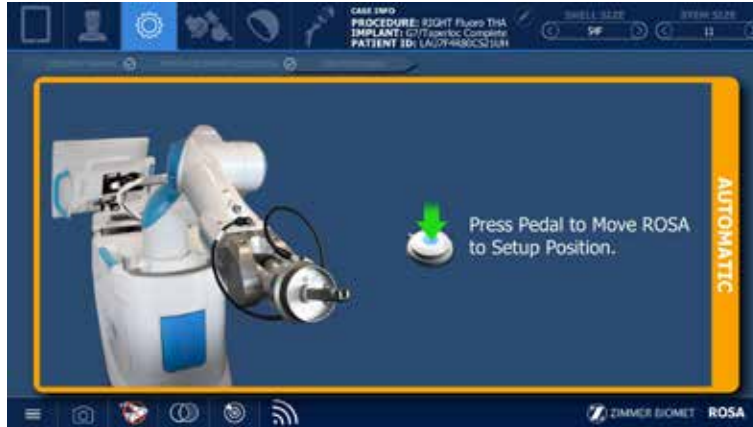 CASE INFO
PROCEDURE: RIGHT Fluoro THA
IMPLANT: G7/Taperloc Complete
SHELL SIZE
54F
STEM SIZE
11
Press Pedal to Move ROSA
to Setup Position.
AUTOMATIC
ZIMMER BIOMET
ROSA